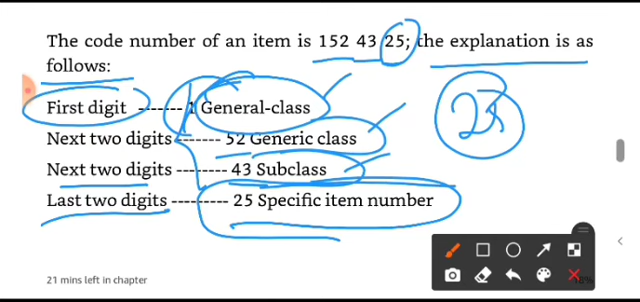 The code number of an item is 152 43 25; the explanation is as
follows:
First digit ------- 1 General-class
Next two digits ------- 52 Generic class
Next two digits -------- 43 Subclass
Last two digits --------- 25 Specific item number
21 mins left in chapter